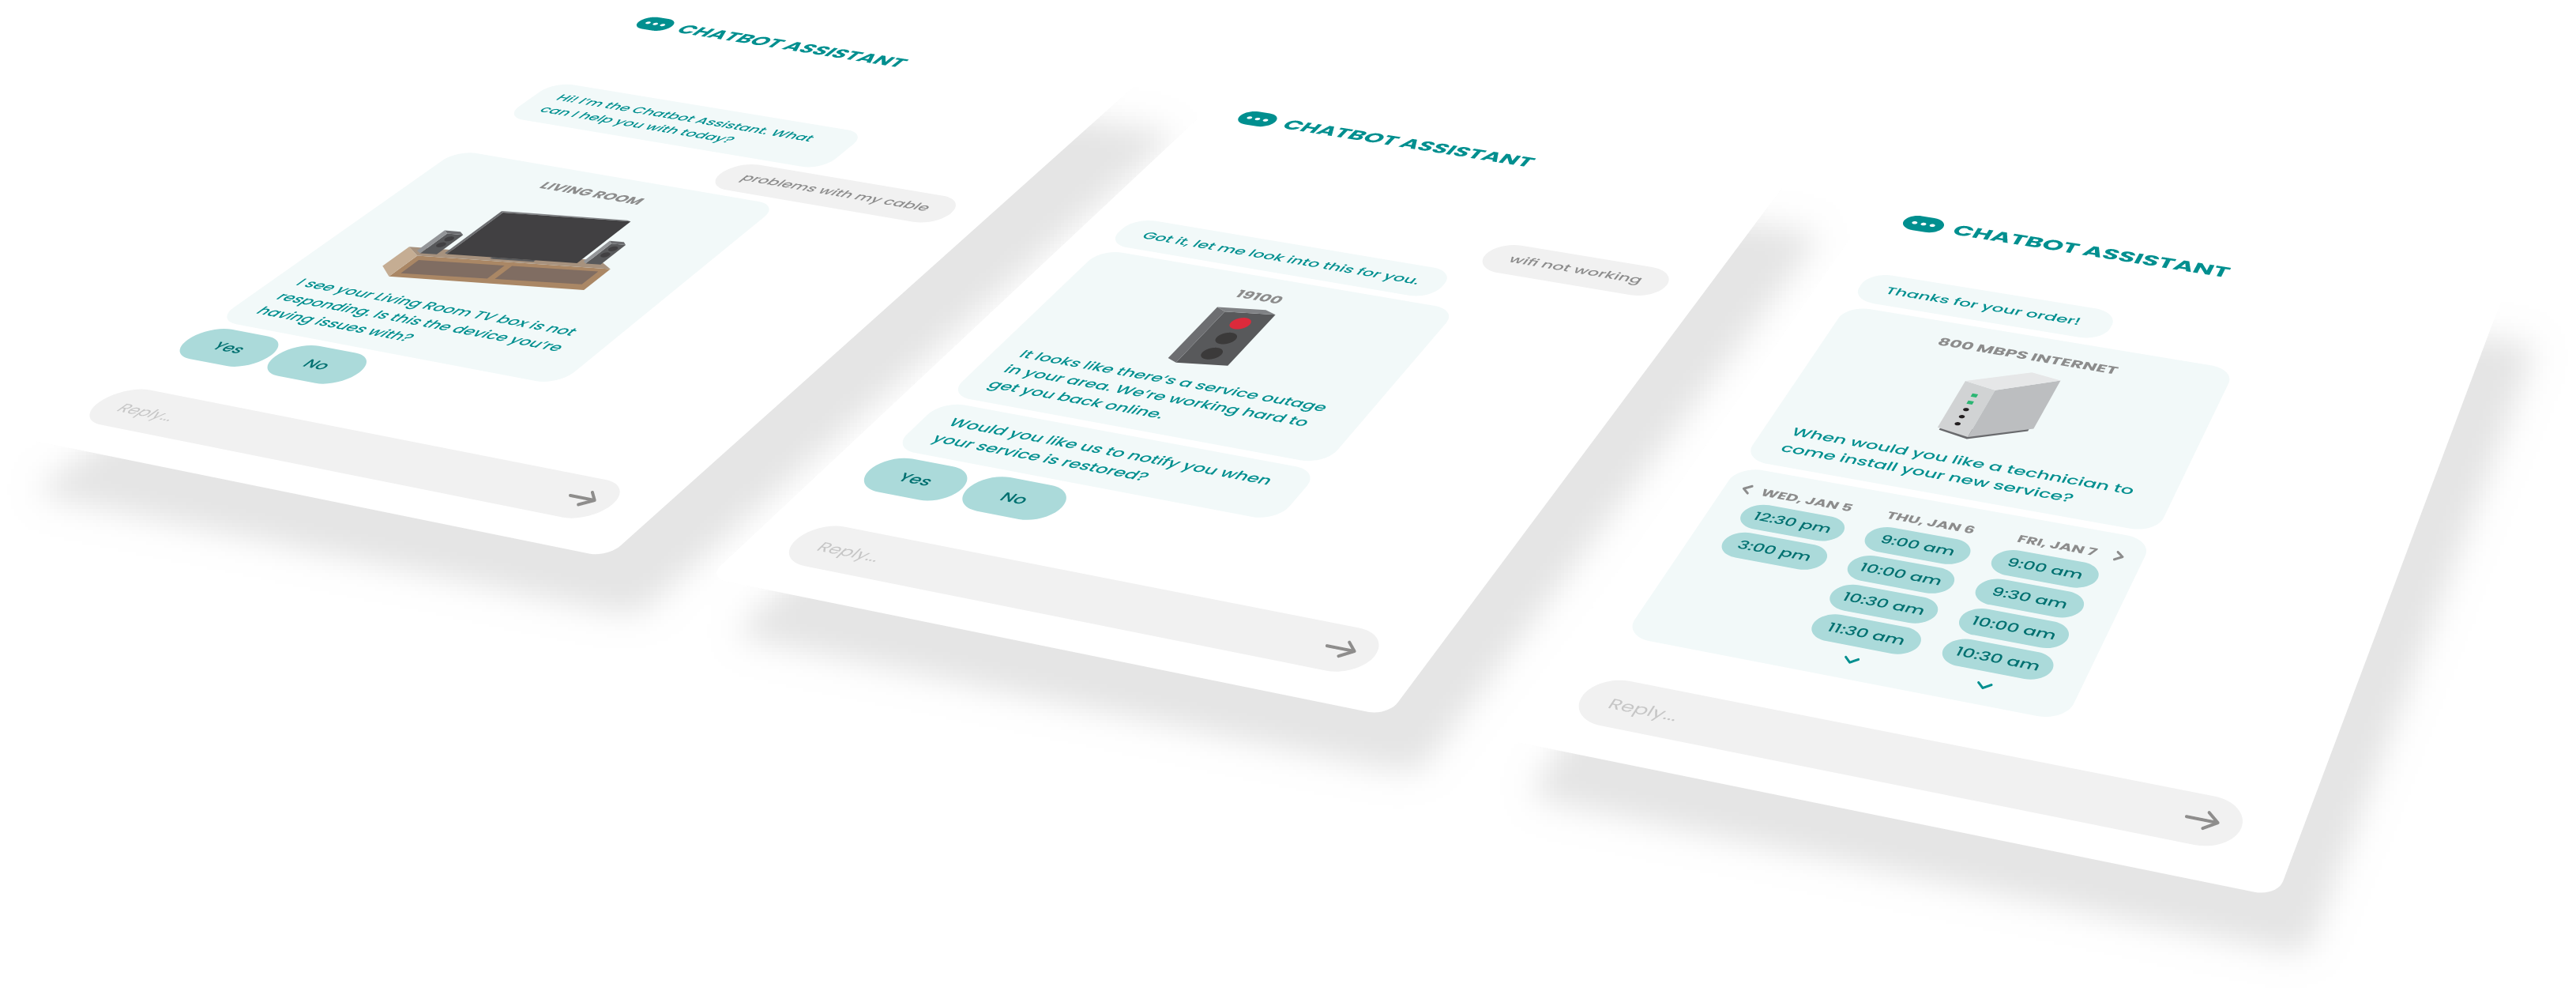 CHATBOT ASSISTANT
Hi! I'm the Chatbot Assistant. What
can I help you with today?
problems with my cable
LIVING ROOM
I see your Living Room TV box is not
responding. Is this the device you're
having issues with?
Yes
No
Reply...
CHATBOT ASSISTANT
wifi not working
Got it, let me look into this for you.
19100
It looks like there's a service outage
in your area. We're working hard to
get you back online.
Would you like us to notify you when
your service is restored?
Yes
No
Reply...
CHATBOT ASSISTANT
Thanks for your order!
800 MBPS INTERNET
When would you like a technician to
come install your new service?
WED, JAN 5
12:30 pm
3:00 pm
THU, JAN 6
9:00 am
10:00 am
10:30 am
11:30 am
FRI, JAN 7
9:00 am
9:30 am
10:00 am
10:30 am
Reply...